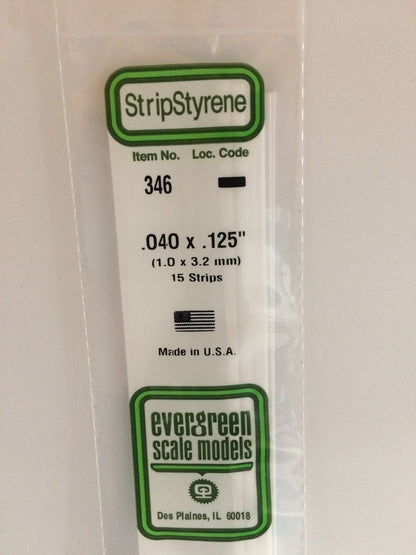 StripStyrene
Item No. Loc. Code
346
.040 x .125"
(1.0 x 3.2 mm)
15 Strips
Made in U.S.A.
evergreen
scale models
Des Plaines, IL 60018